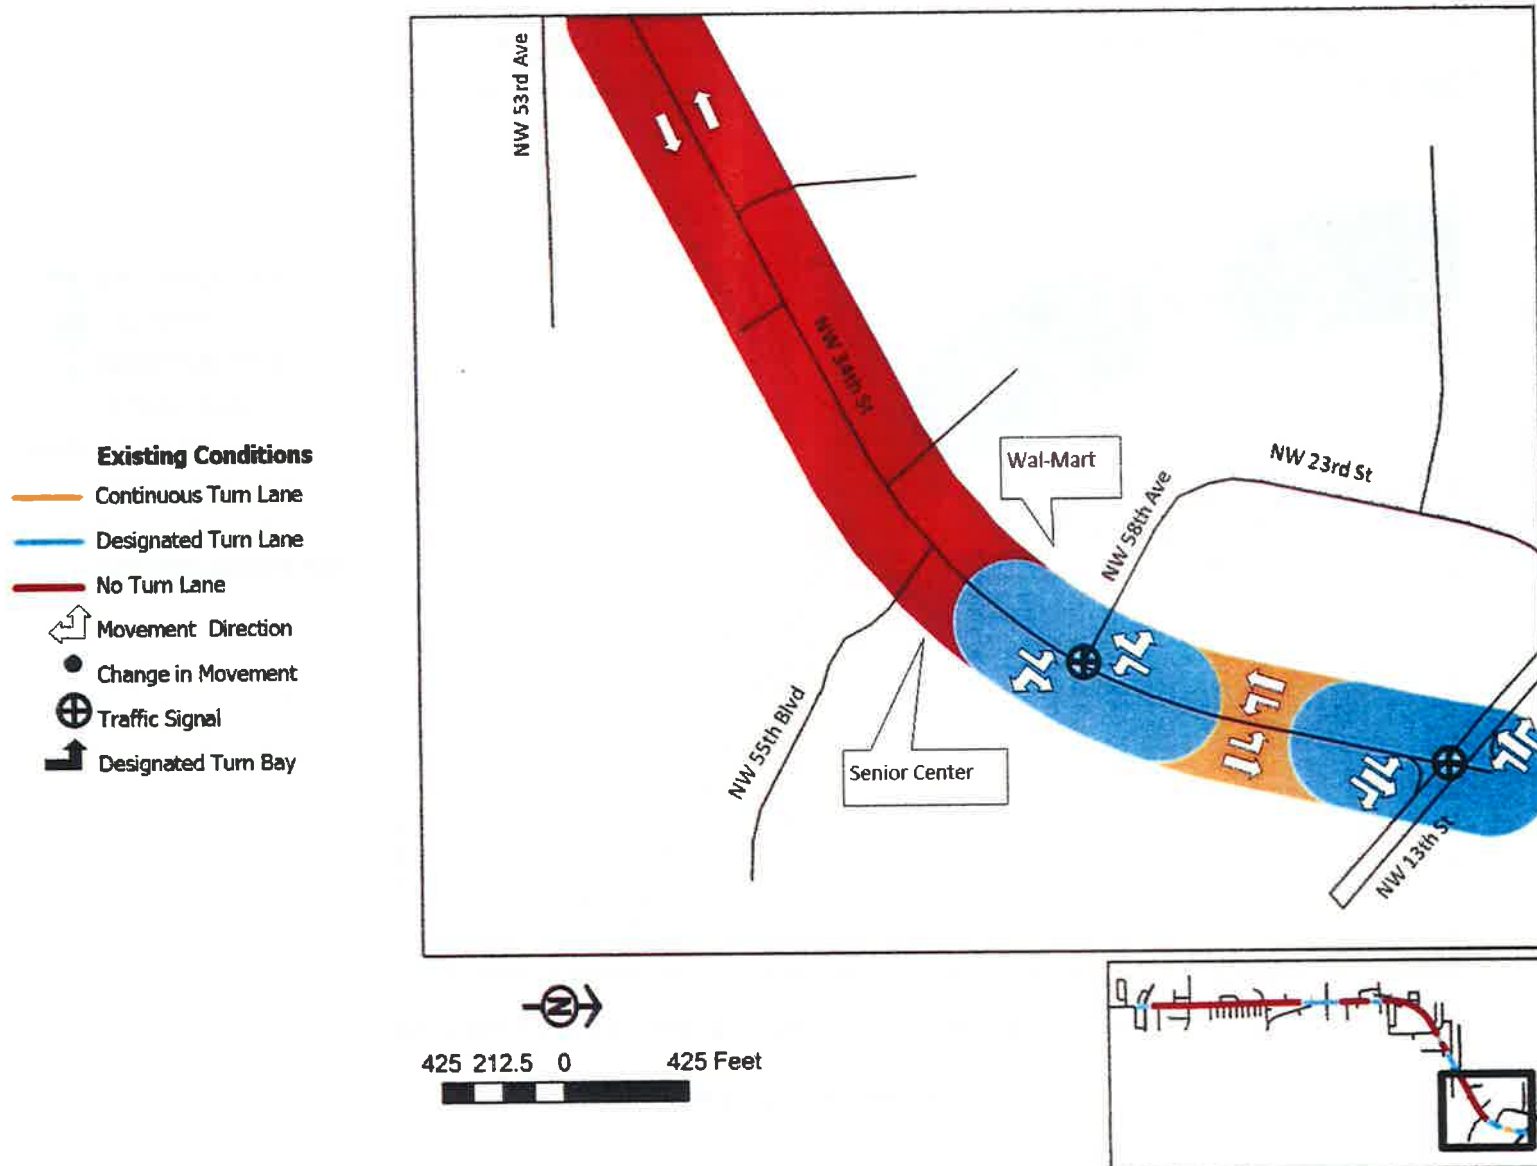 NW 53rd Ave
NW 34th St
Wal-Mart
NW 58th Ave
NW 23rd St
Existing Conditions
Continuous Turn Lane
Designated Turn Lane
No Turn Lane
Movement Direction
Change in Movement
Traffic Signal
Designated Turn Bay
NW 55th Blvd
Senior Center
NW 13th St
N
425 212.5 0 425 Feet